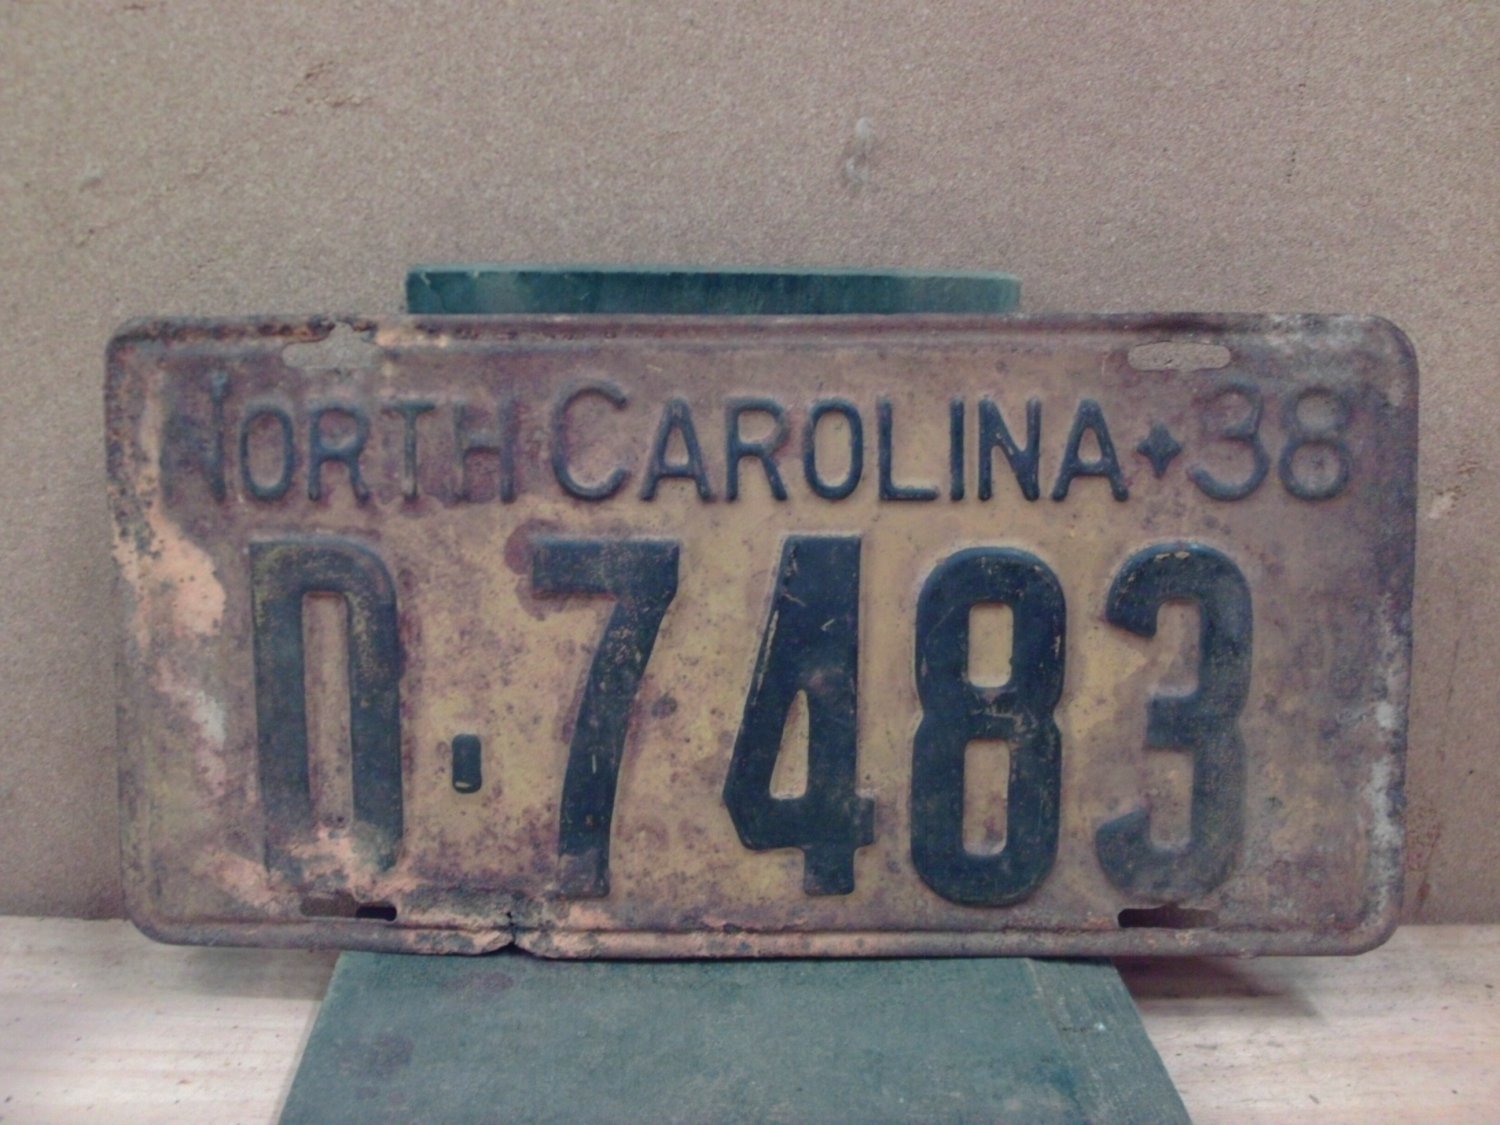 NORTH CAROLINA ✦ 38
D·7483